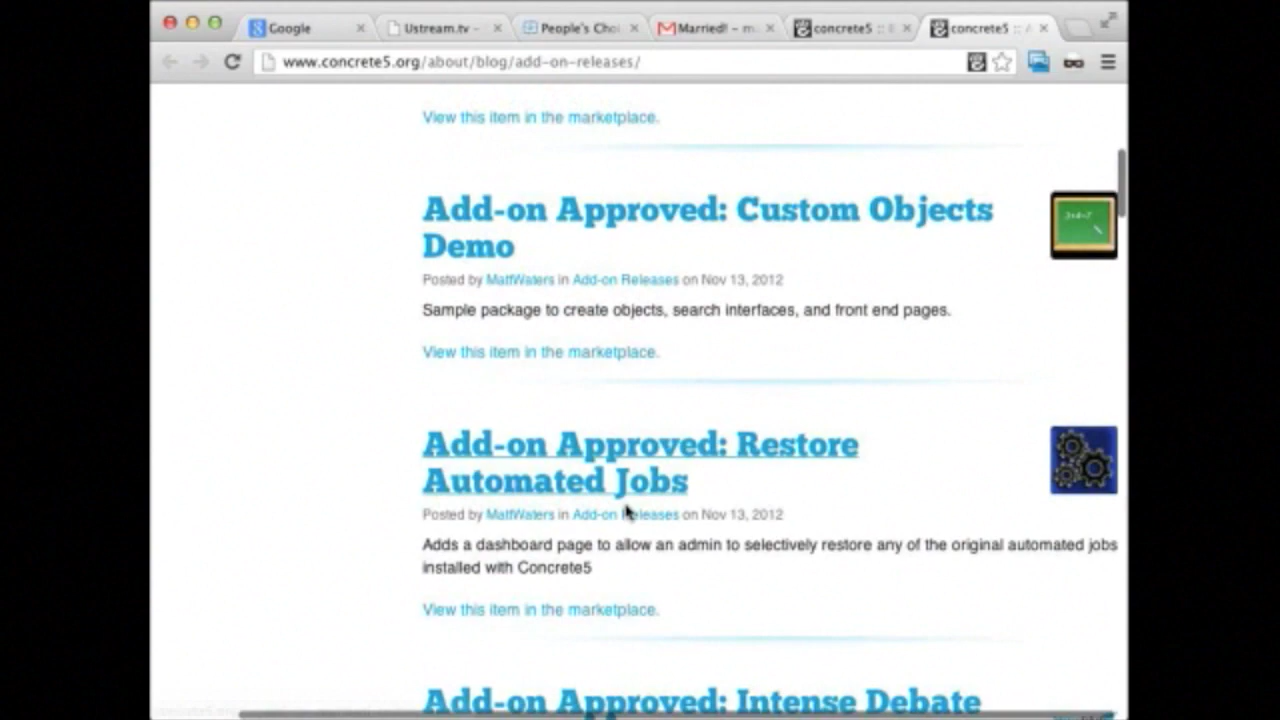 Google
Ustream.tv –
People's Choi
Married! – m
concrete5 ::
concrete5 ::
www.concrete5.org/about/blog/add-on-releases/
View this item in the marketplace.
Add-on Approved: Custom Objects
Demo
Posted by MattWaters in Add-on Releases on Nov 13, 2012
Sample package to create objects, search interfaces, and front end pages.
View this item in the marketplace.
Add-on Approved: Restore
Automated Jobs
Posted by MattWaters in Add-on Releases on Nov 13, 2012
Adds a dashboard page to allow an admin to selectively restore any of the original automated jobs
installed with Concrete5
View this item in the marketplace.
Add-on Approved: Intense Debate